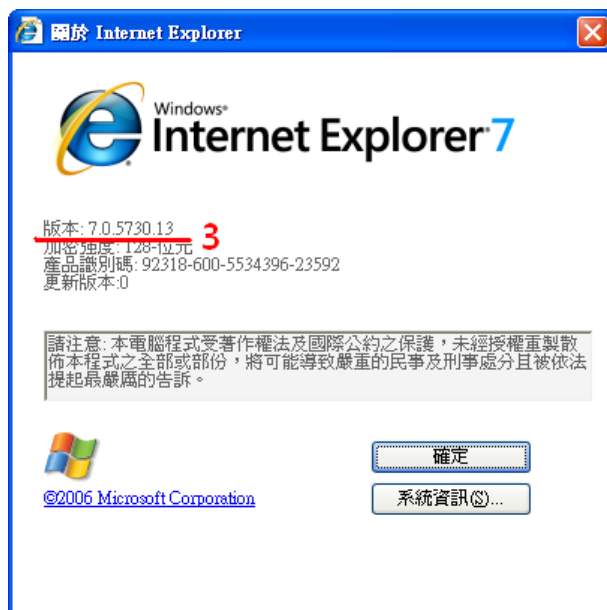 關於 Internet Explorer
Windows®
Internet Explorer 7
版本: 7.0.5730.13 3
加密強度: 128-位元
產品識別碼: 92318-600-5534396-23592
更新版本:0
請注意: 本電腦程式受著作權法及國際公約之保護，未經授權重製散
佈本程式之全部或部份，將可能導致嚴重的民事及刑事處分且被依法
提起最嚴厲的告訴。
確定
©2006 Microsoft Corporation
系統資訊(S)...